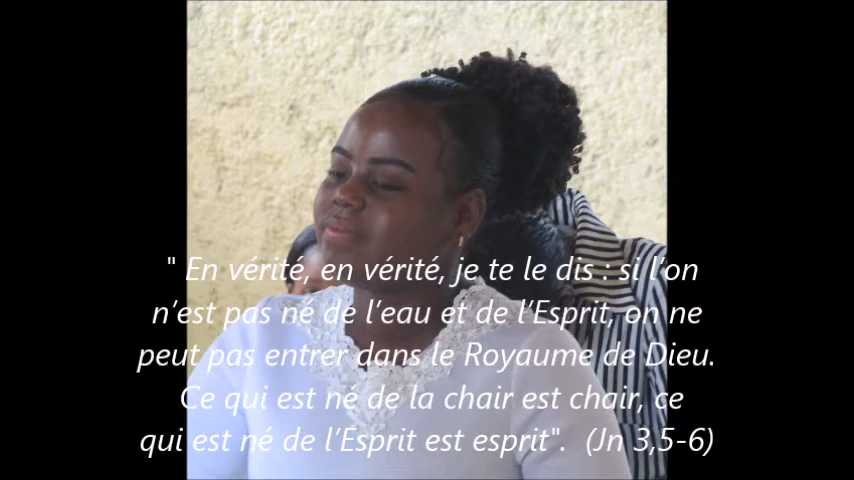 " En vérité, en vérité, je te le dis : si l’on
n’est pas né de l’eau et de l’Esprit, on ne
peut pas entrer dans le Royaume de Dieu.
Ce qui est né de la chair est chair, ce
qui est né de l’Esprit est esprit".  (Jn 3,5-6)